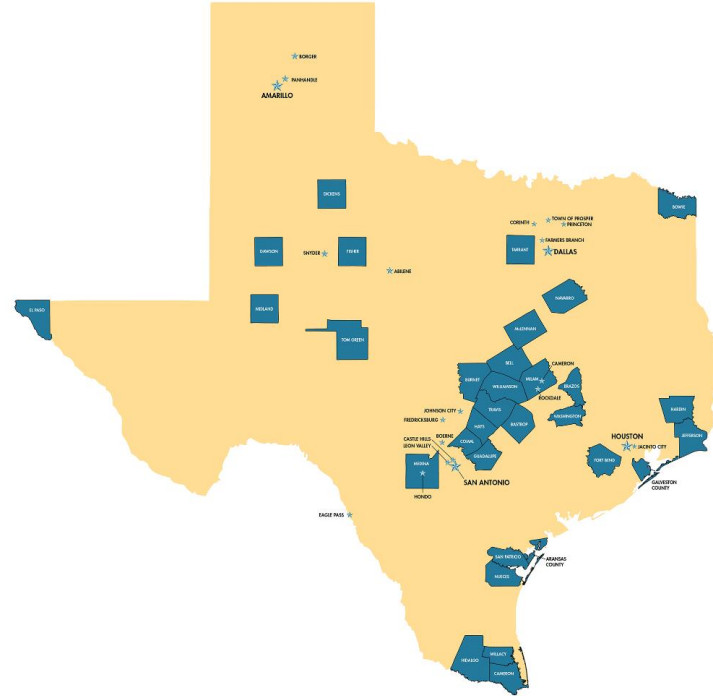 BORGER
PANHANDLE
AMARILLO
DICKENS
BOWIE
TOWN OF PROSPER
CORINTH
PRINCETON
FARMERS BRANCH
TARRANT
DALLAS
DAWSON
SNYDER
FISHER
ABILENE
NAVARRO
EL PASO
MIDLAND
TOM GREEN
McLENNAN
BELL
CAMERON
BURNET
MILAM
WILLIAMSON
BRAZOS
ROCKDALE
JOHNSON CITY
TRAVIS
WASHINGTON
HARDIN
FREDRICKSBURG
HAYS
BASTROP
BOERNE
HOUSTON
JEFFERSON
CASTLE HILLS
COMAL
JACINTO CITY
LEON VALLEY
GUADALUPE
FORT BEND
MEDINA
SAN ANTONIO
GALVESTON
COUNTY
HONDO
EAGLE PASS
SAN PATRICIO
ARANSAS
COUNTY
NUECES
WILLACY
HIDALGO
CAMERON